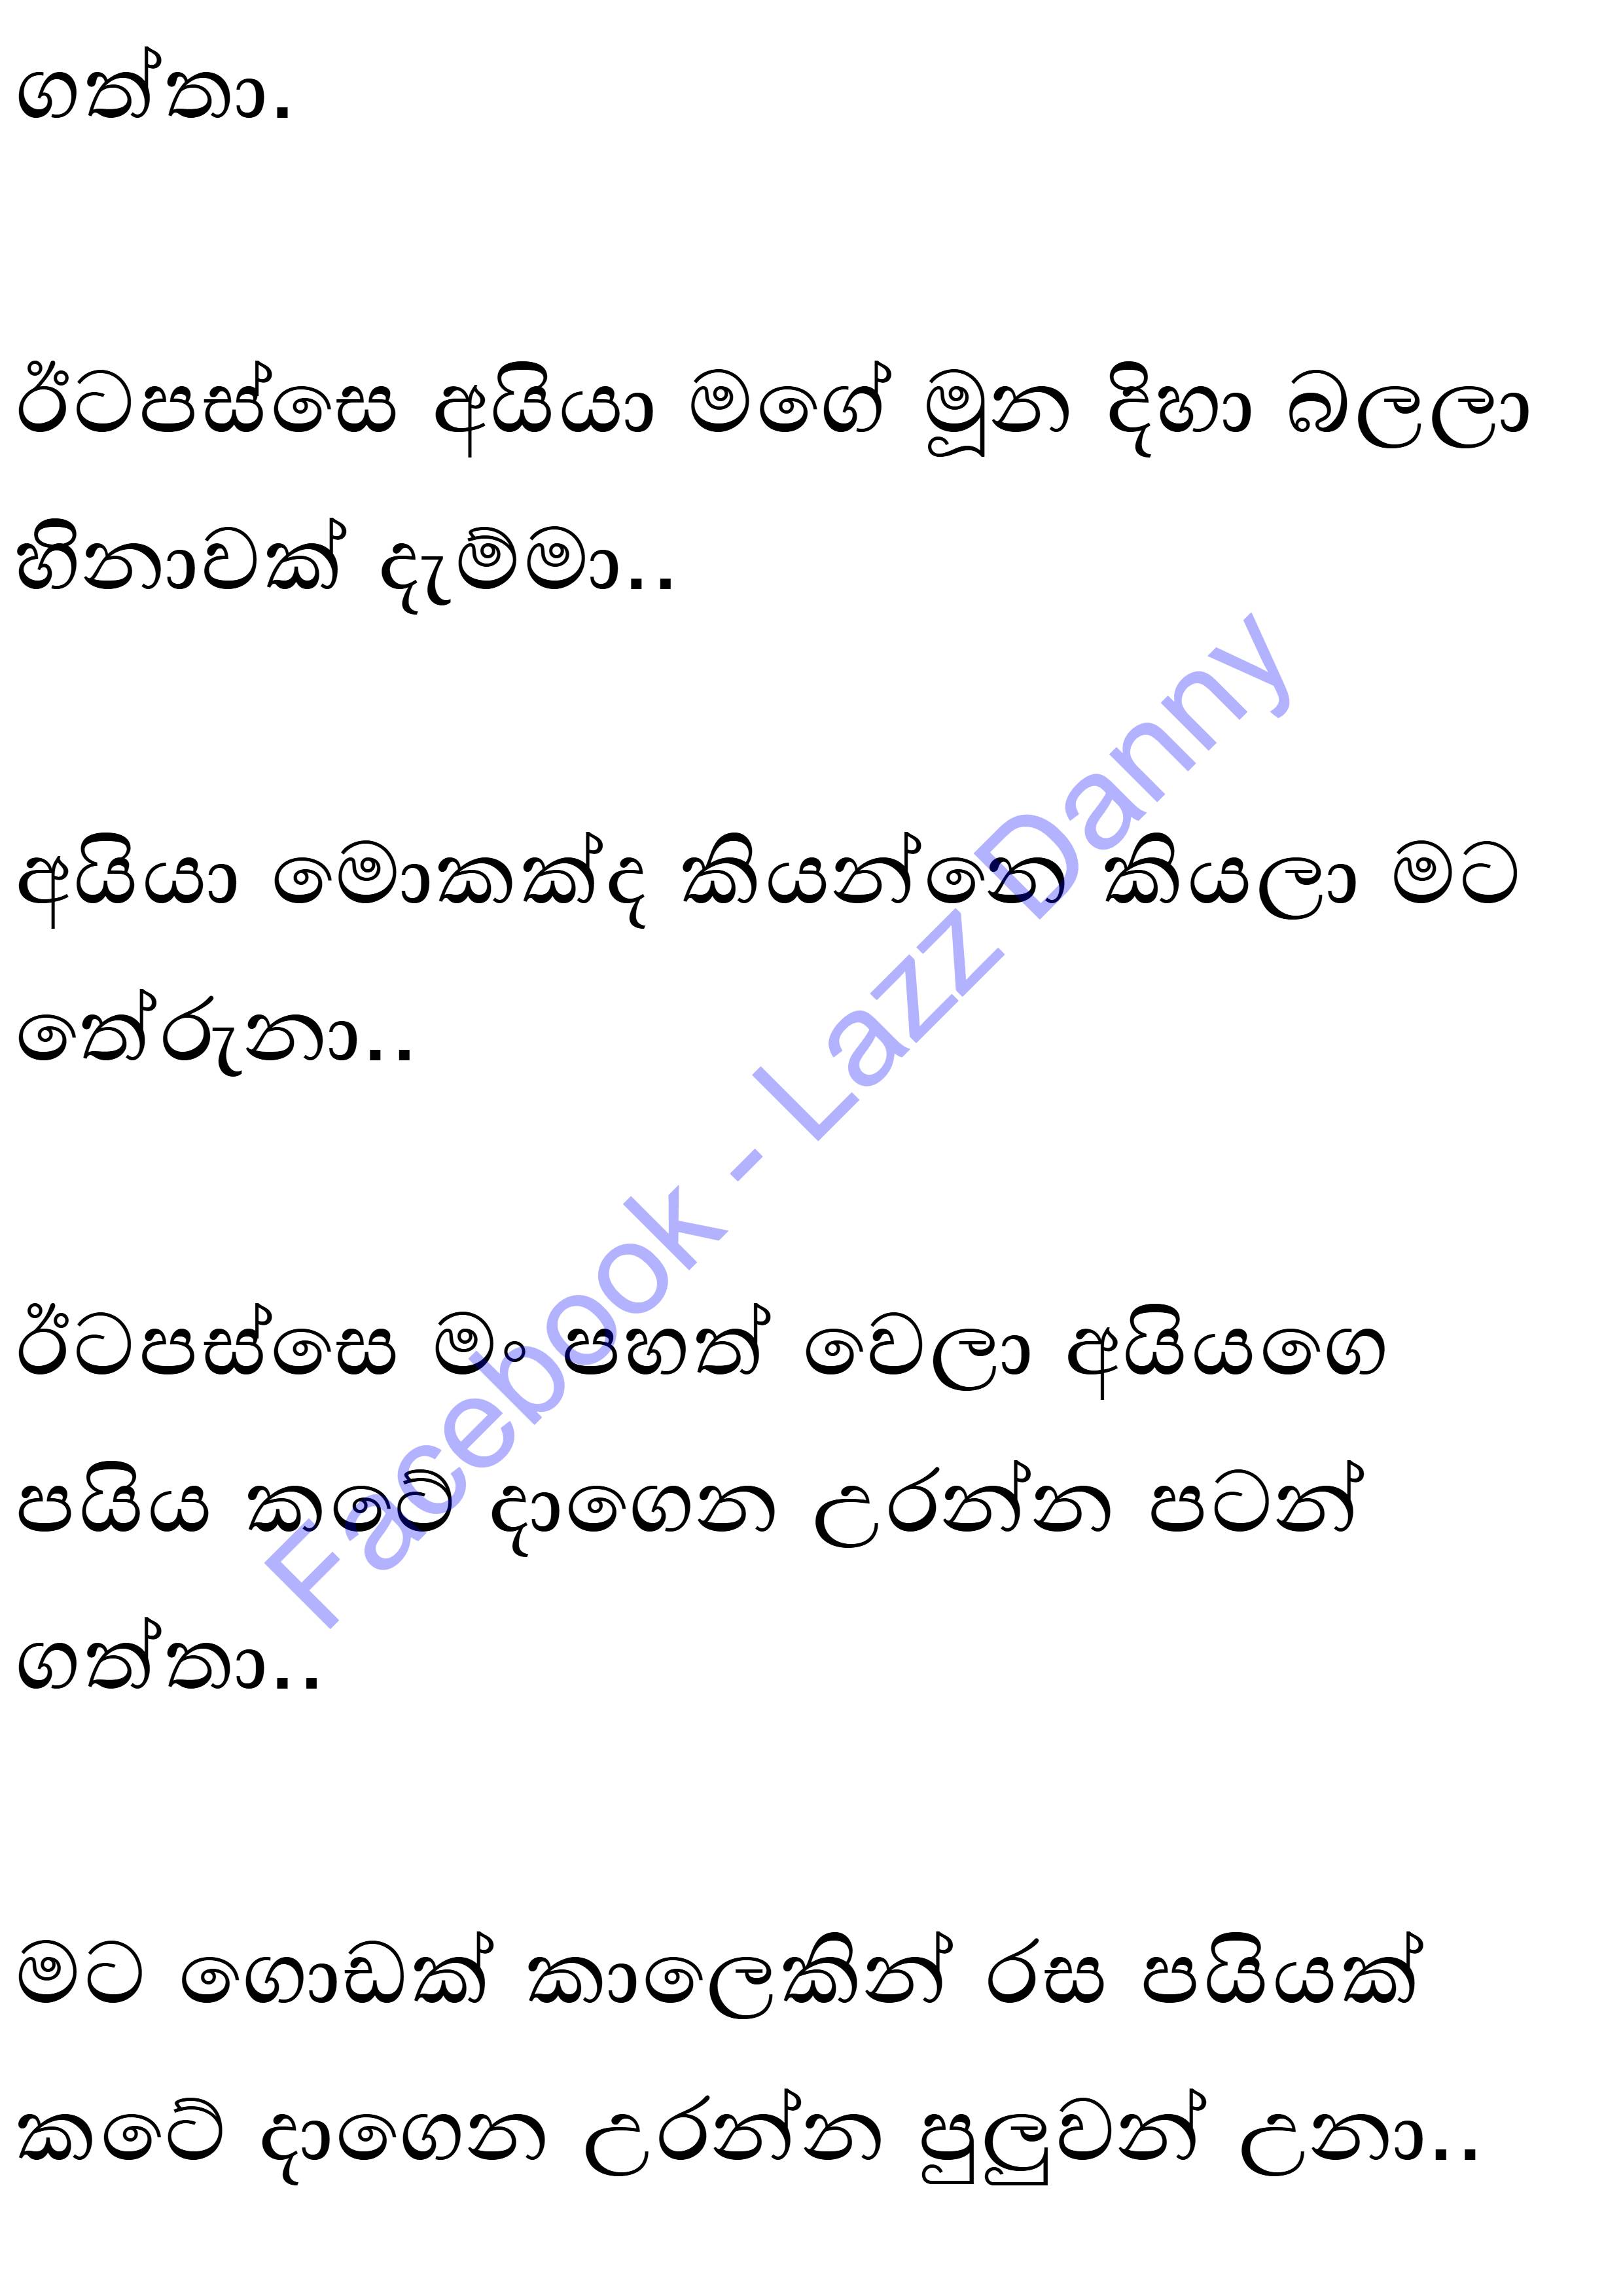 ගත්තා.
ඊටපස්සෙ අයියා මගේ මූන දිහා බලලා
හිනාවක් දැම්මා..
අයියා මොකක්ද කියන්නෙ කියලා මට
තේරුනා..
ඊටපස්සෙ මං පහත් වෙලා අයියගෙ
පයිය කටේ දාගෙන උරන්න පටන්
ගත්තා..
මට ගොඩක් කාලෙකින් රස පයියක්
කටේ දාගෙන උරන්න පුලුවන් උනා..
Facebook - Lazz Danny